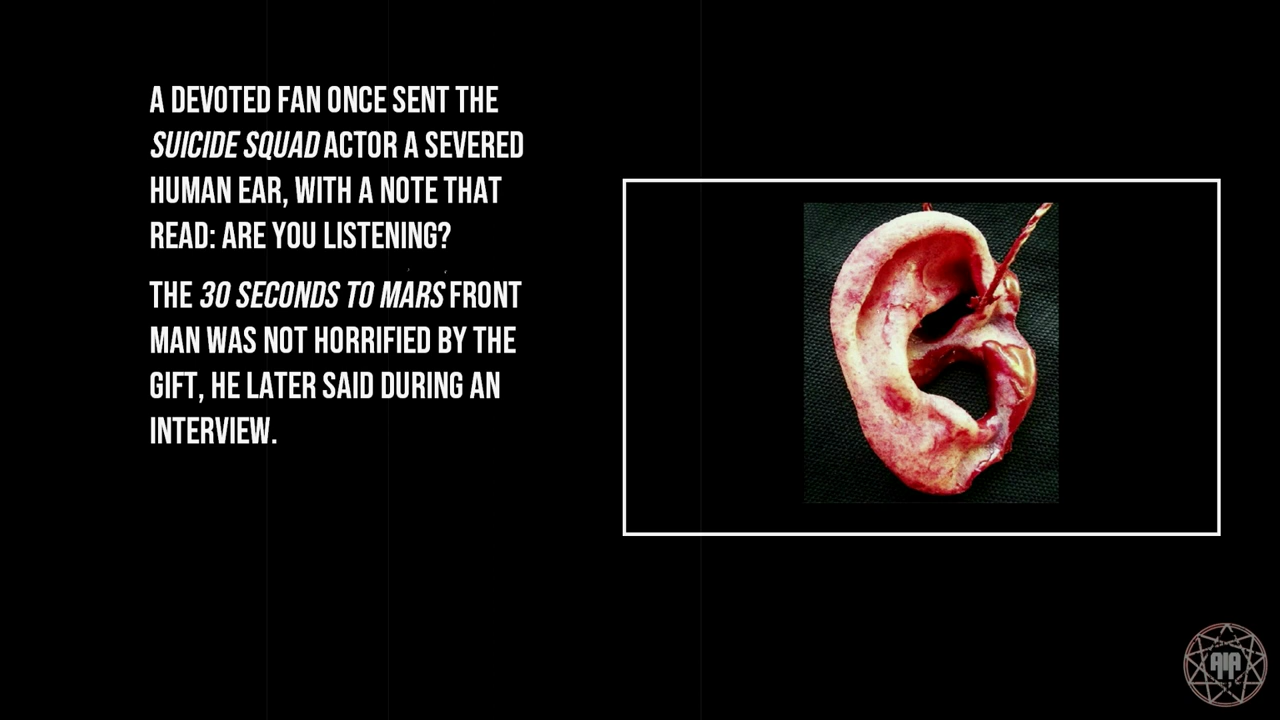 A DEVOTED FAN ONCE SENT THE
SUICIDE SQUAD ACTOR A SEVERED
HUMAN EAR, WITH A NOTE THAT
READ: ARE YOU LISTENING?
THE 30 SECONDS TO MARS FRONT
MAN WAS NOT HORRIFIED BY THE
GIFT, HE LATER SAID DURING AN
INTERVIEW.